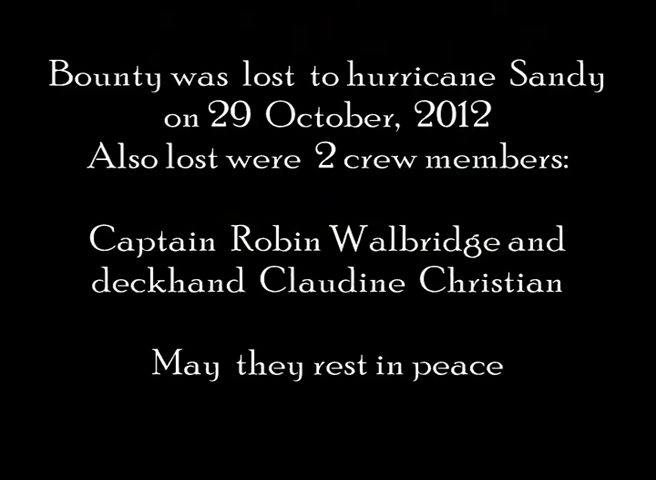 Bounty was lost to hurricane Sandy
on 29 October, 2012
Also lost were 2 crew members:
Captain Robin Walbridge and
deckhand Claudine Christian
May they rest in peace